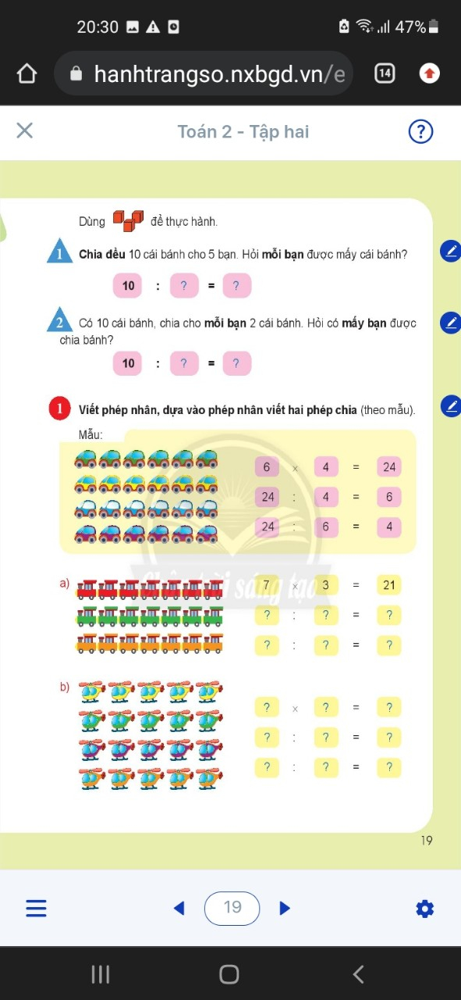 20:30
47%
hanhtrangso.nxbgd.vn/e
14
Toán 2 - Tập hai
?
Dùng để thực hành.
1 Chia đều 10 cái bánh cho 5 bạn. Hỏi mỗi bạn được mấy cái bánh?
10 : ? = ?
2 Có 10 cái bánh, chia cho mỗi bạn 2 cái bánh. Hỏi có mấy bạn được
chia bánh?
10 : ? = ?
1 Viết phép nhân, dựa vào phép nhân viết hai phép chia (theo mẫu).
Mẫu:
6 x 4 = 24
24 : 4 = 6
24 : 6 = 4
Chân trời sáng tạo
a) 7 x 3 = 21
? : ? = ?
? : ? = ?
b)
? x ? = ?
? : ? = ?
? : ? = ?
19
19